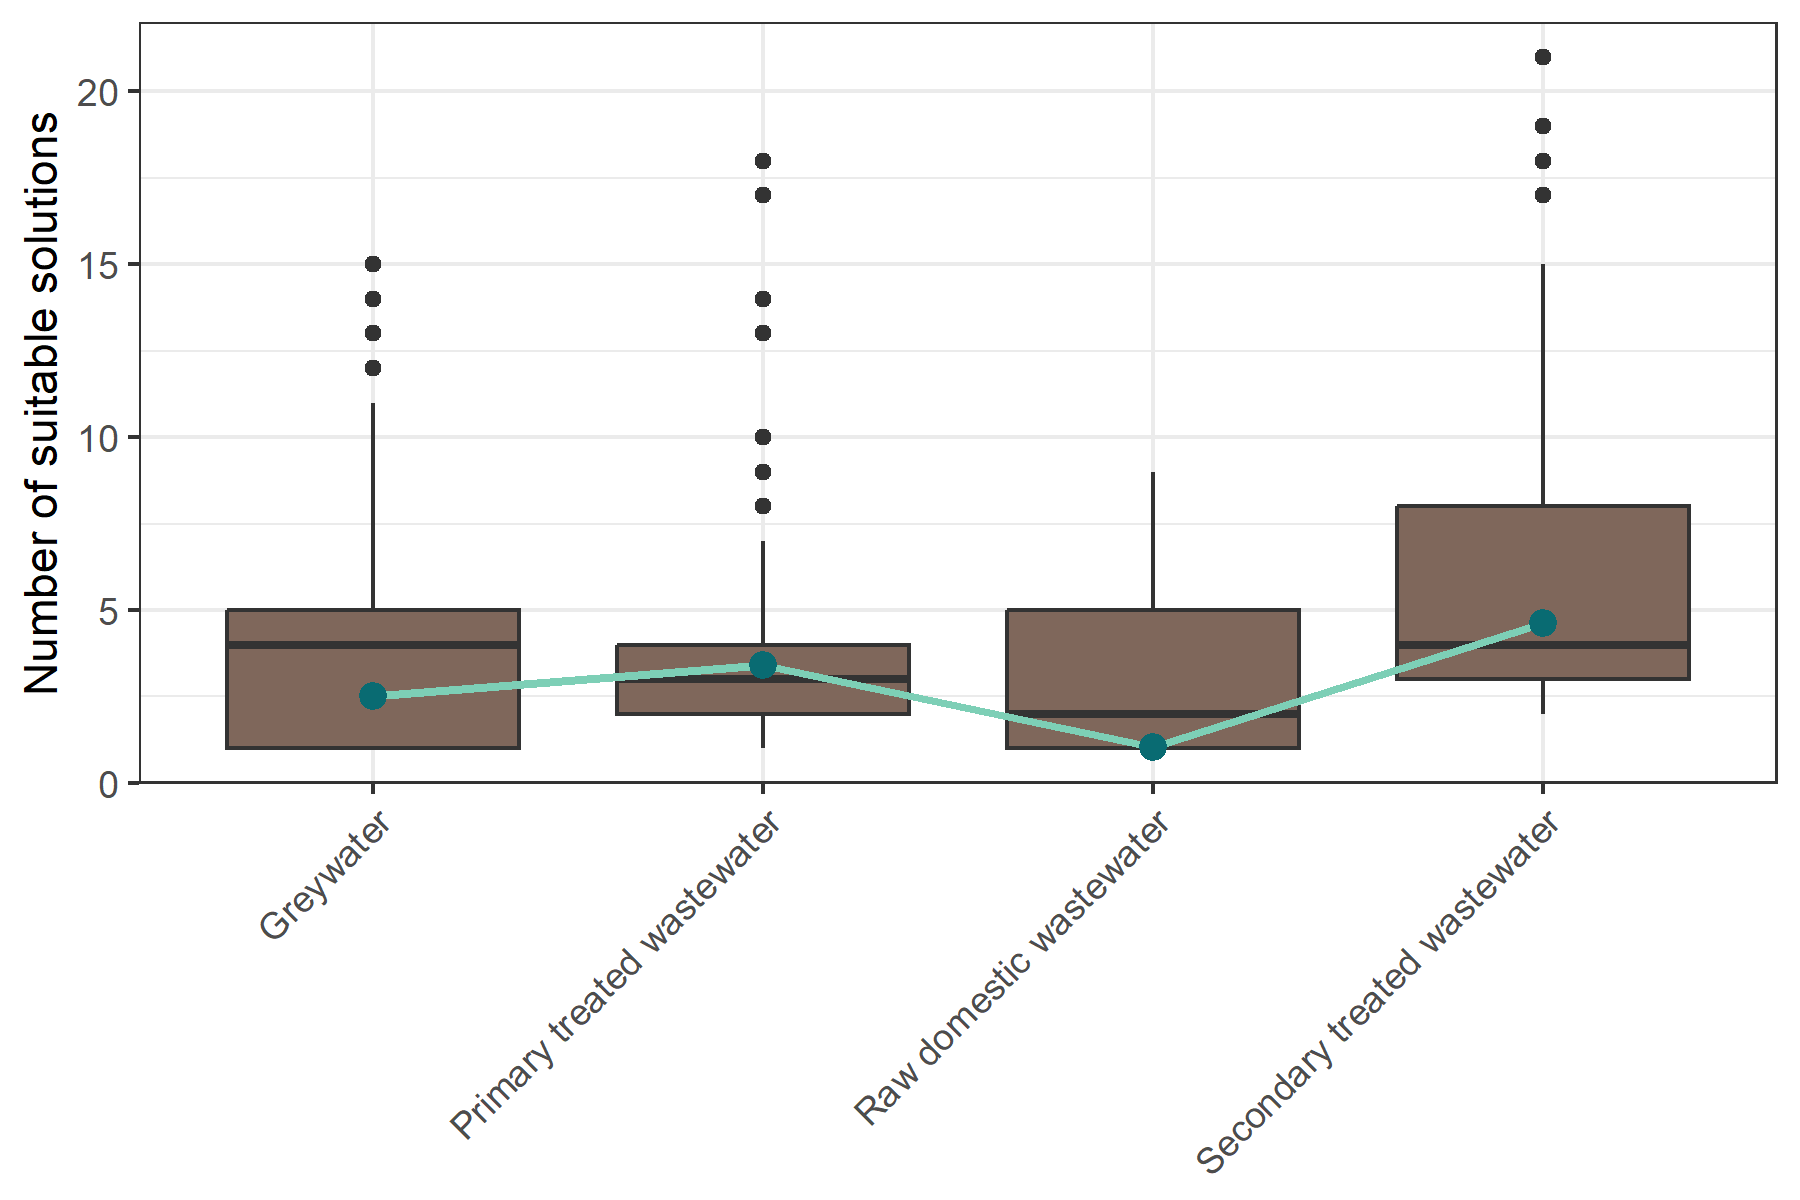 Number of suitable solutions
20
15
10
5
0
Greywater
Primary treated wastewater
Raw domestic wastewater
Secondary treated wastewater